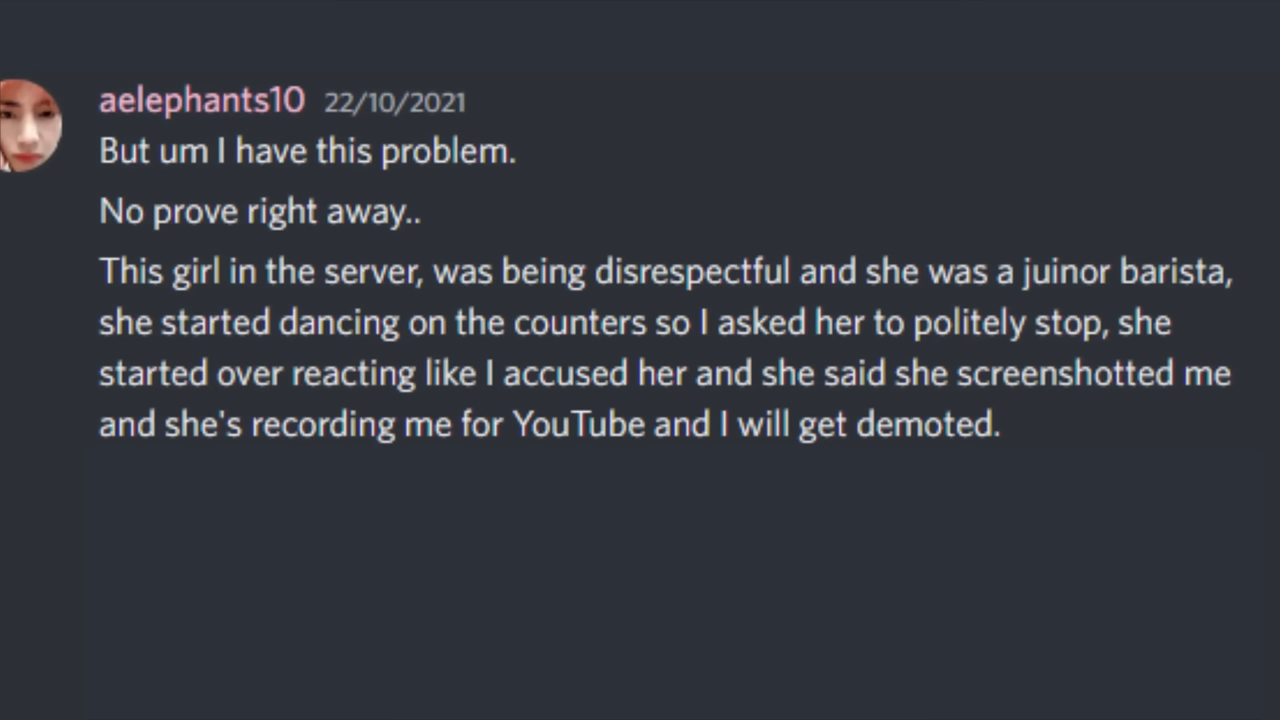 aelephants10 22/10/2021
But um I have this problem.
No prove right away..
This girl in the server, was being disrespectful and she was a juinor barista,
she started dancing on the counters so I asked her to politely stop, she
started over reacting like I accused her and she said she screenshotted me
and she's recording me for YouTube and I will get demoted.